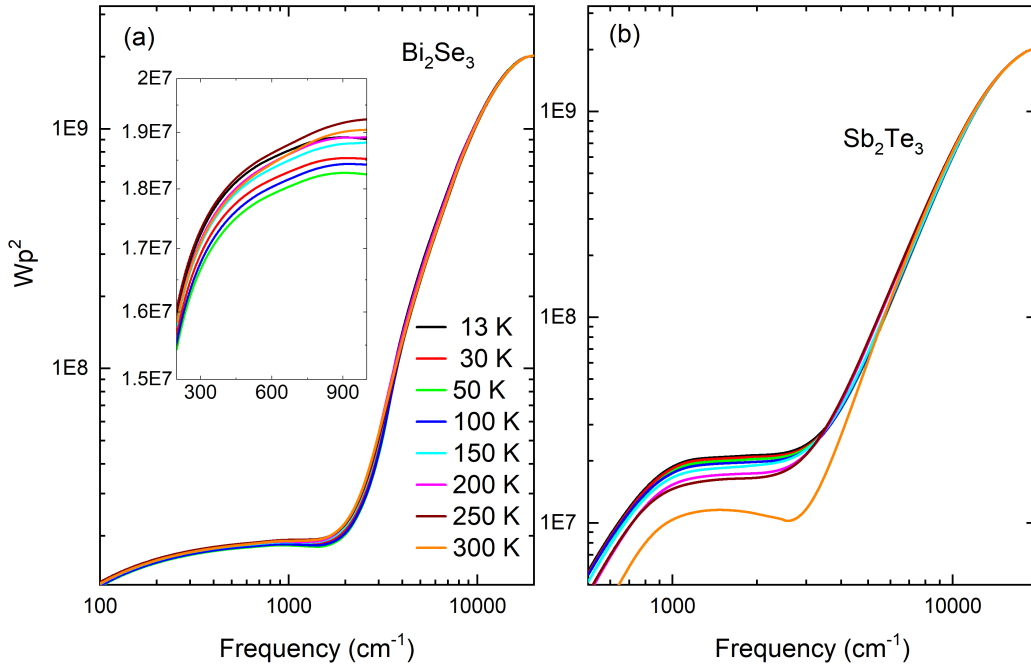 (a)
Bi₂Se₃
2E7
1.9E7
1.8E7
1.7E7
1.6E7
1.5E7
300 600 900
1E9
1E8
Wp²
13 K
30 K
50 K
100 K
150 K
200 K
250 K
300 K
100 1000 10000
Frequency (cm⁻¹)
(b)
Sb₂Te₃
1E9
1E8
1E7
1000 10000
Frequency (cm⁻¹)